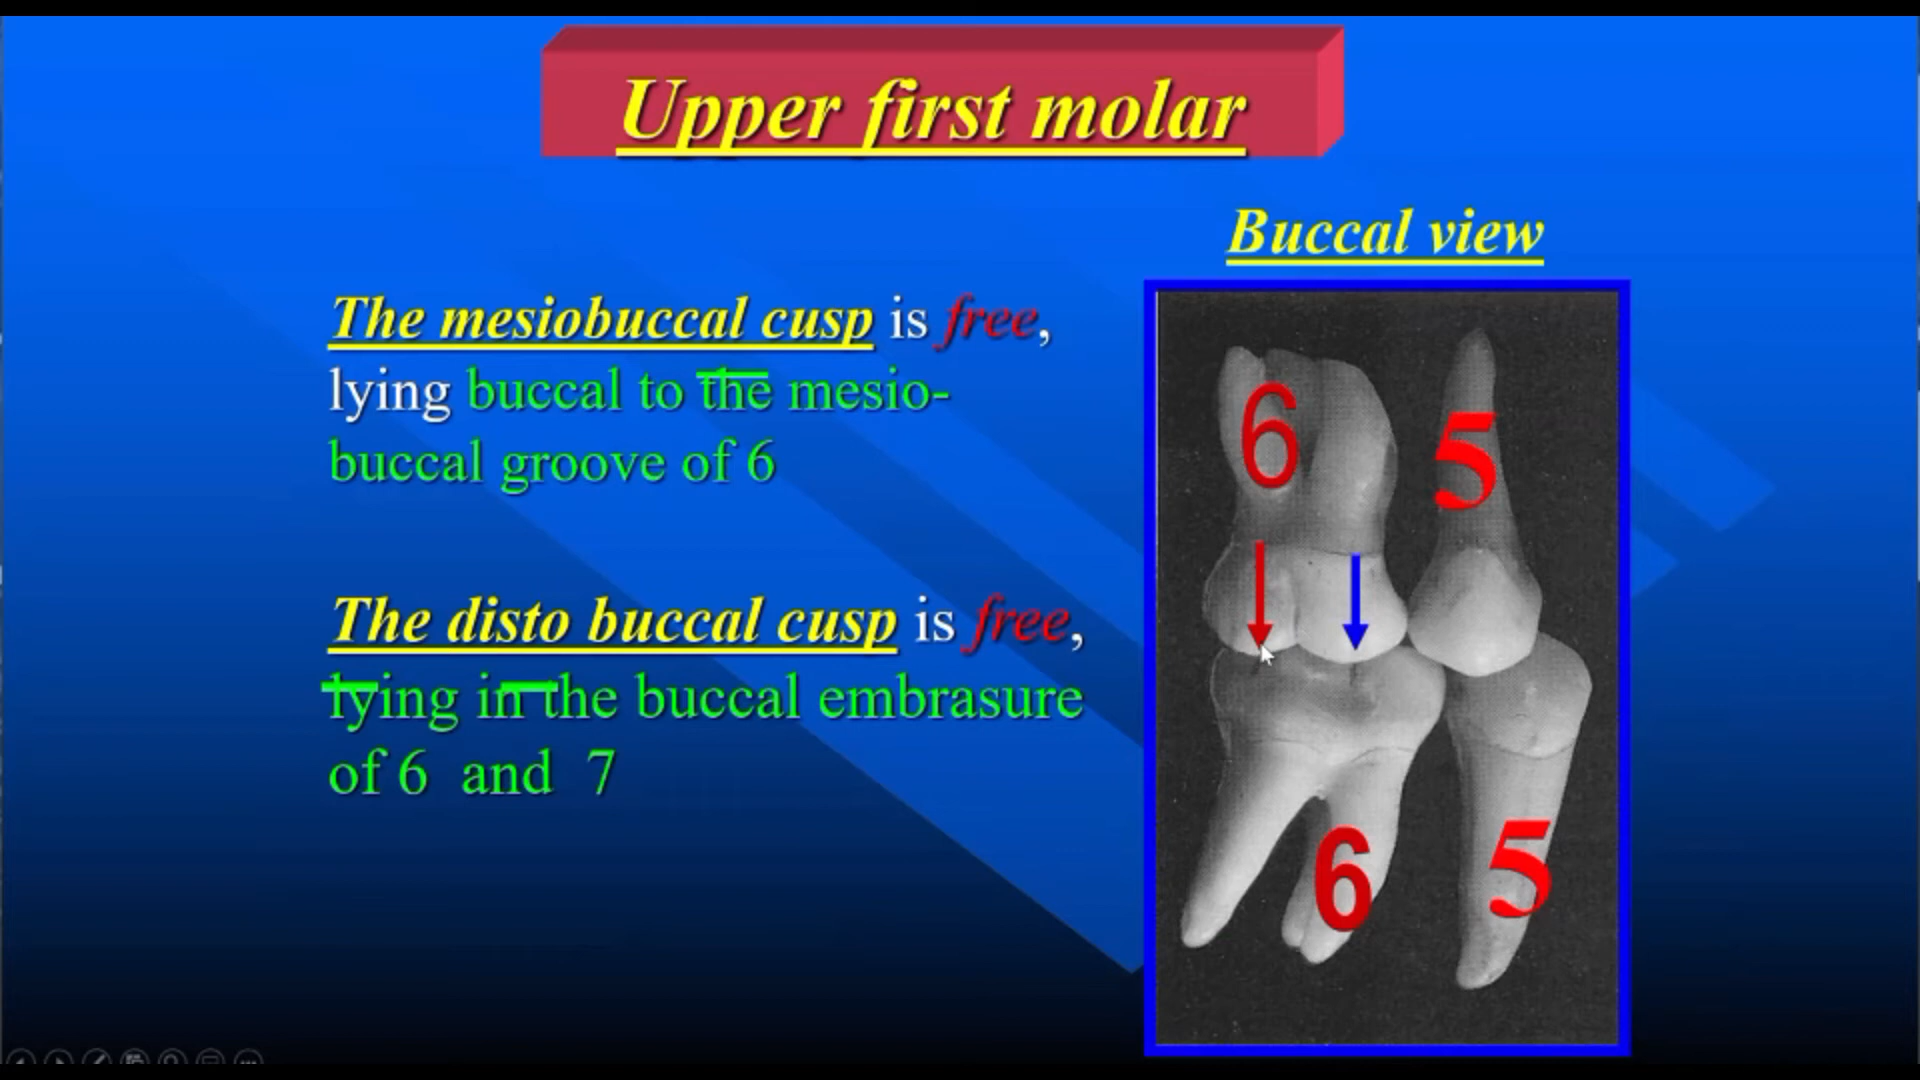 Upper first molar
Buccal view
The mesiobuccal cusp is free,
lying buccal to the mesio-
buccal groove of 6
The disto buccal cusp is free,
lying in the buccal embrasure
of 6 and 7
6
5
6
5